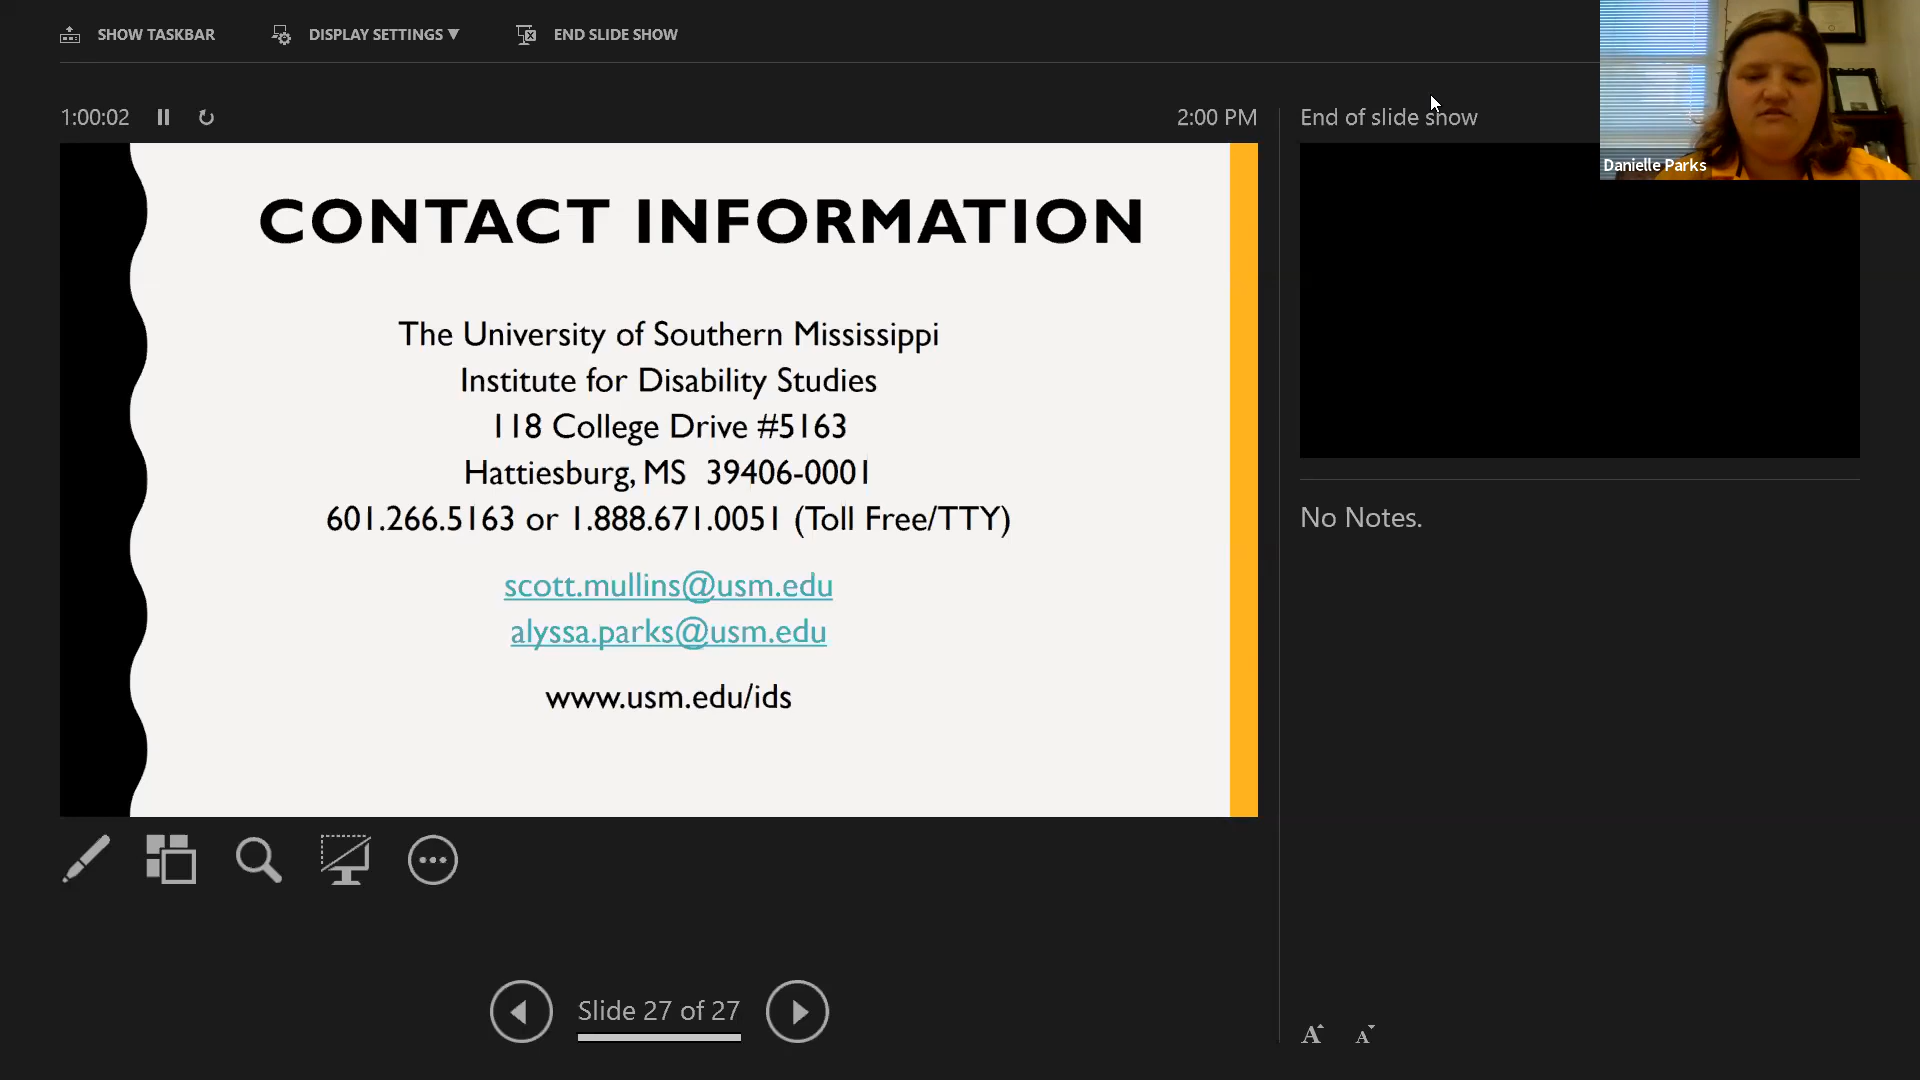 SHOW TASKBAR
DISPLAY SETTINGS ▼
END SLIDE SHOW
1:00:02
2:00 PM
End of slide show
Danielle Parks
CONTACT INFORMATION
The University of Southern Mississippi
Institute for Disability Studies
118 College Drive #5163
Hattiesburg, MS  39406-0001
601.266.5163 or 1.888.671.0051 (Toll Free/TTY)
scott.mullins@usm.edu
alyssa.parks@usm.edu
www.usm.edu/ids
No Notes.
Slide 27 of 27
A A